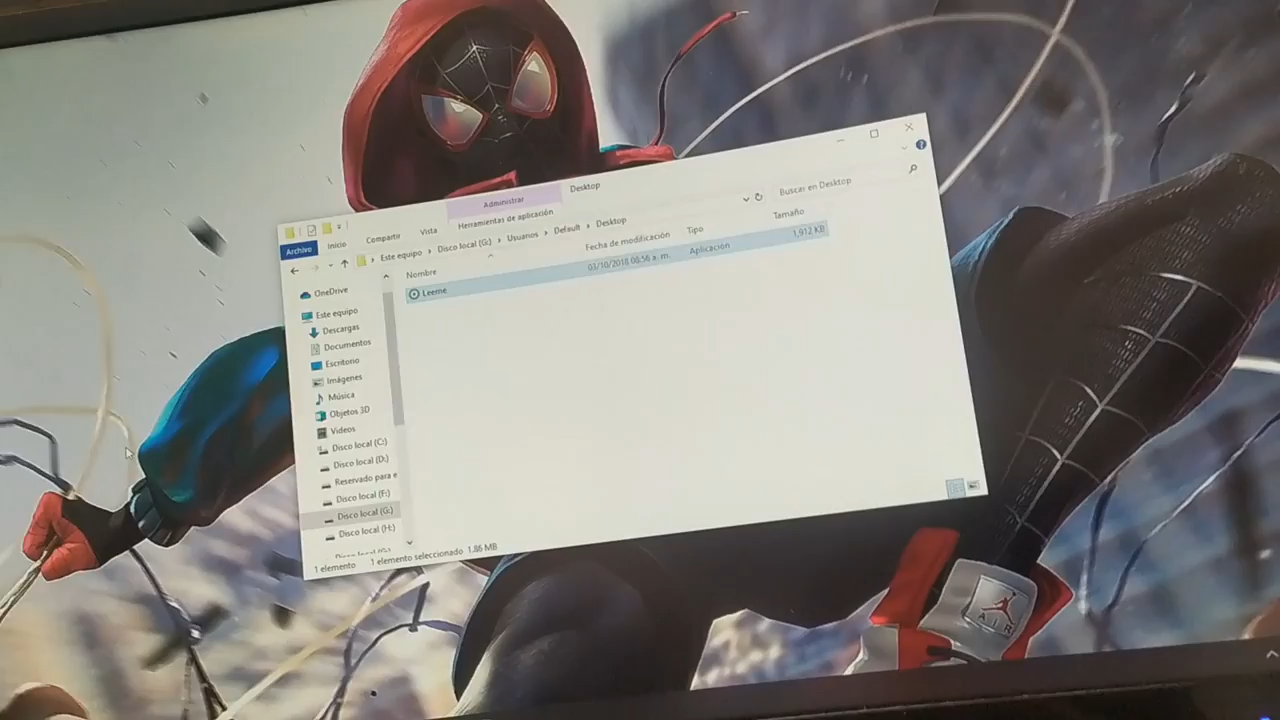 Administrar
Desktop
Archivo
Inicio
Compartir
Vista
Herramientas de aplicación
Este equipo > Disco local (G:) > Usuarios > Default > Desktop
Buscar en Desktop
Nombre
Fecha de modificación
Tipo
Tamaño
Leeme
03/10/2018 08:56 a. m.
Aplicación
1,912 KB
OneDrive
Este equipo
Descargas
Documentos
Escritorio
Imágenes
Música
Objetos 3D
Videos
Disco local (C:)
Disco local (D:)
Reservado para e
Disco local (F:)
Disco local (G:)
Disco local (H:)
1 elemento
1 elemento seleccionado 1.86 MB
AIR